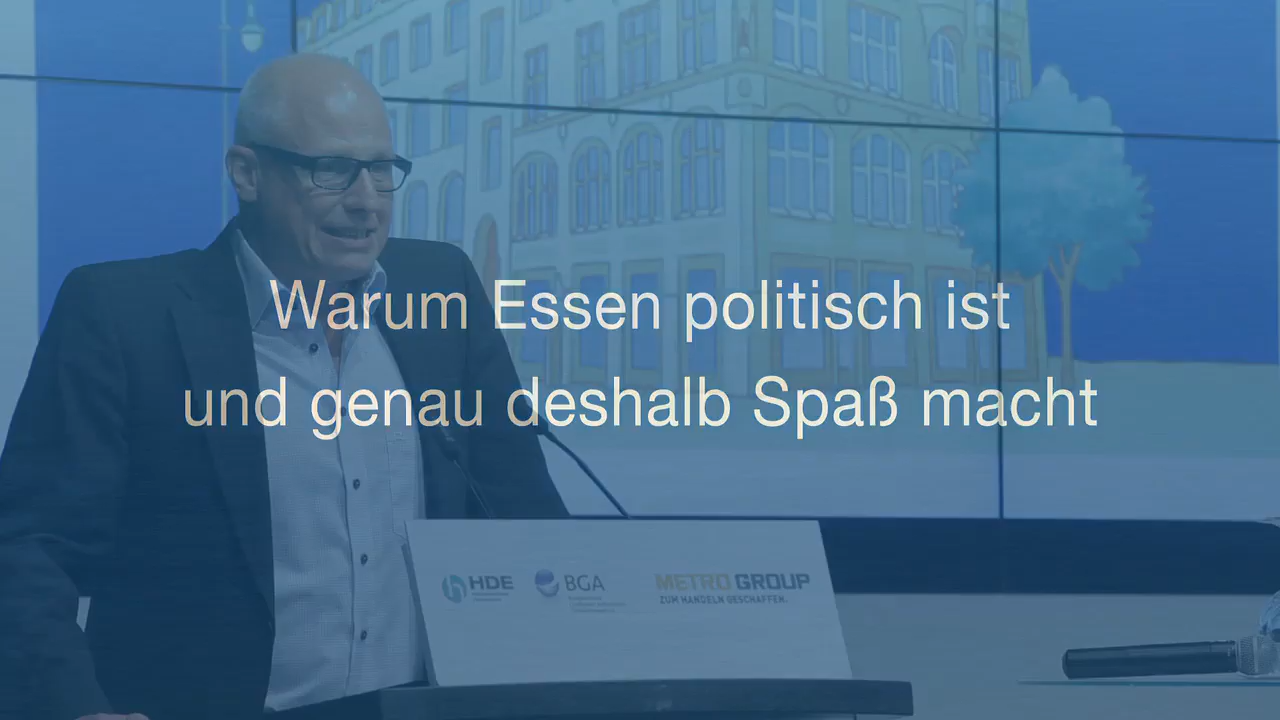 Warum Essen politisch ist
und genau deshalb Spaß macht
HDE
BGA
METRO GROUP
ZUM HANDELN GESCHAFFEN.